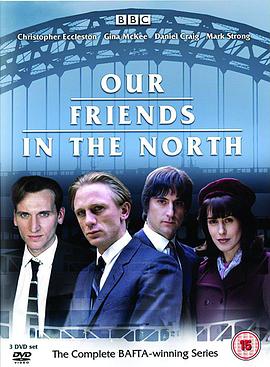 BBC
Christopher Eccleston Gina McKee Daniel Craig Mark Strong
OUR
FRIENDS
IN THE NORTH
3 DVD set
DVD
VIDEO
The Complete BAFTA-winning Series
15